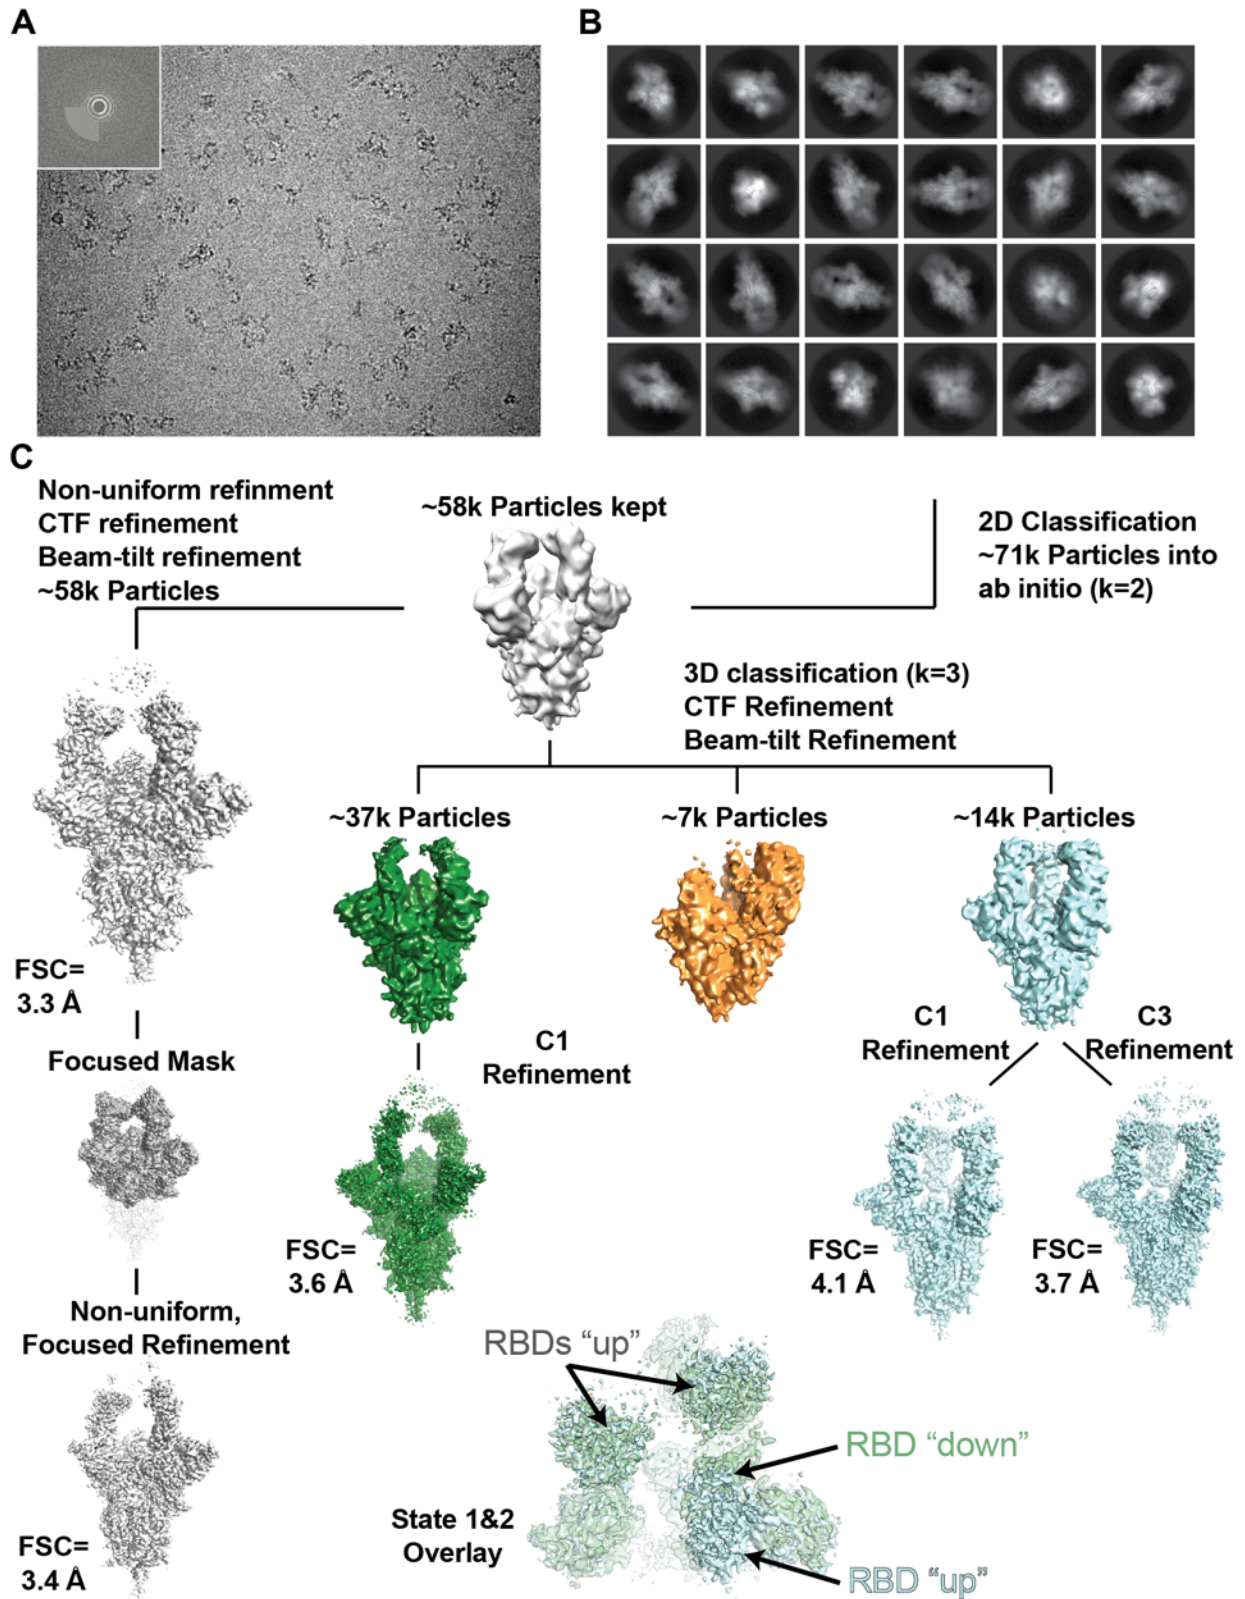 A
B
C
Non-uniform refinment
CTF refinement
Beam-tilt refinement
~58k Particles
~58k Particles kept
2D Classification
~71k Particles into
ab initio (k=2)
3D classification (k=3)
CTF Refinement
Beam-tilt Refinement
~37k Particles
~7k Particles
~14k Particles
FSC=
3.3 Å
C1
Refinement
C1
Refinement
C3
Refinement
Focused Mask
FSC=
3.6 Å
FSC=
4.1 Å
FSC=
3.7 Å
Non-uniform,
Focused Refinement
RBDs “up”
RBD “down”
State 1&2
Overlay
RBD “up”
FSC=
3.4 Å